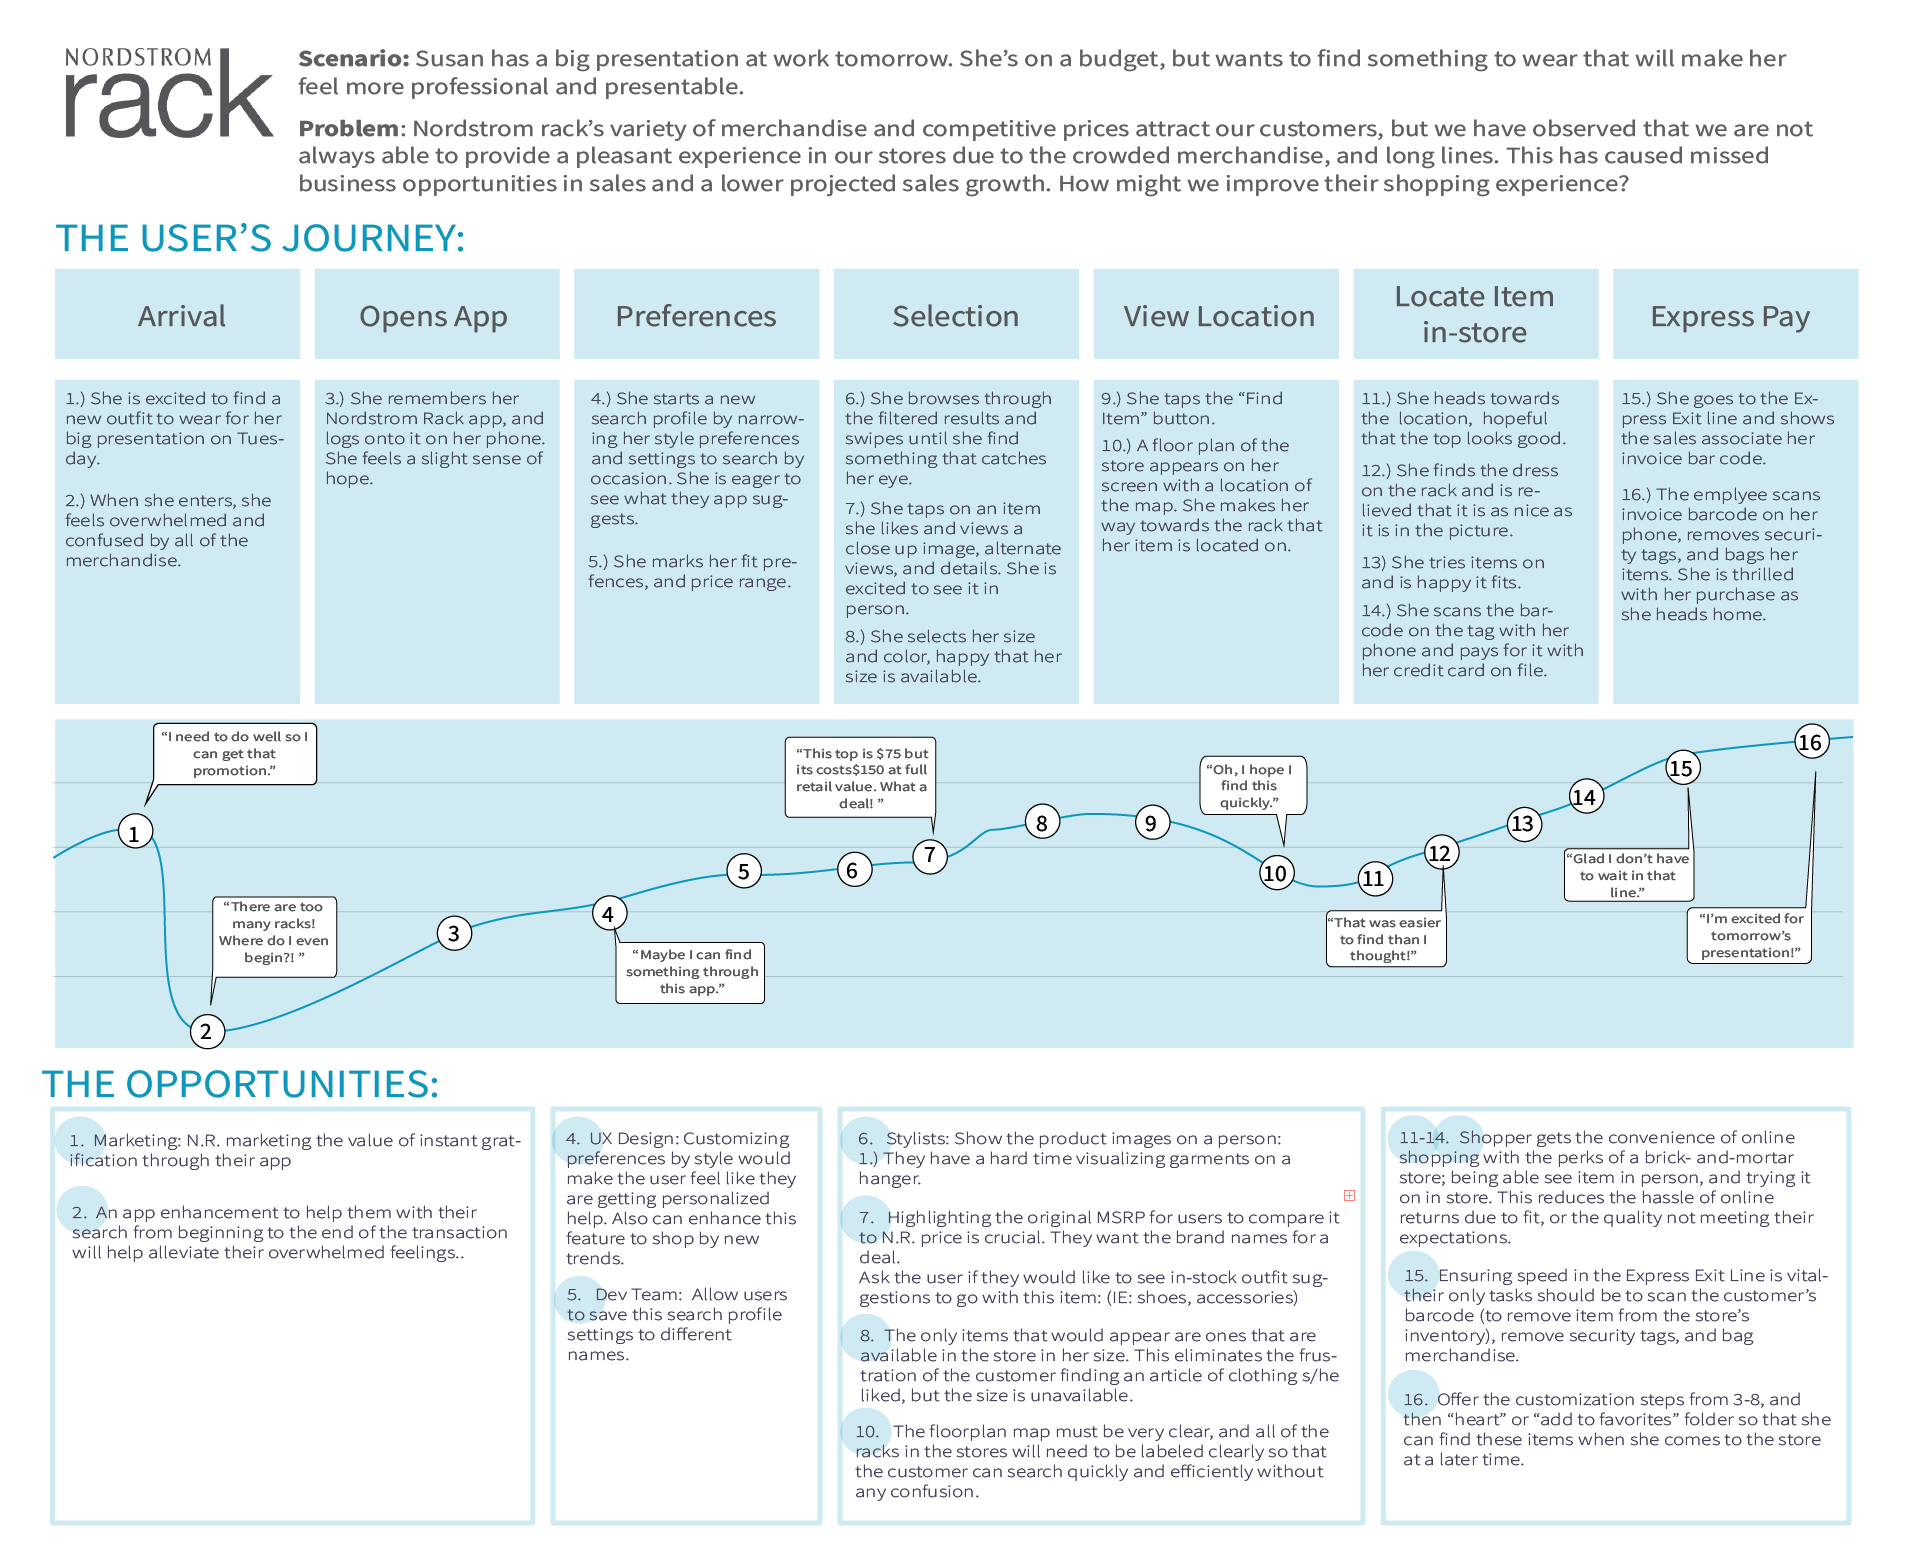 NORDSTROM
rack
Scenario: Susan has a big presentation at work tomorrow. She’s on a budget, but wants to find something to wear that will make her
feel more professional and presentable.
Problem: Nordstrom rack’s variety of merchandise and competitive prices attract our customers, but we have observed that we are not
always able to provide a pleasant experience in our stores due to the crowded merchandise, and long lines. This has caused missed
business opportunities in sales and a lower projected sales growth. How might we improve their shopping experience?
THE USER’S JOURNEY:
Arrival
Opens App
Preferences
Selection
View Location
Locate Item
in-store
Express Pay
1.) She is excited to find a
new outfit to wear for her
big presentation on Tues-
day.
2.) When she enters, she
feels overwhelmed and
confused by all of the
merchandise.
3.) She remembers her
Nordstrom Rack app, and
logs onto it on her phone.
She feels a slight sense of
hope.
4.) She starts a new
search profile by narrow-
ing her style preferences
and settings to search by
occasion. She is eager to
see what they app sug-
gests.
5.) She marks her fit pre-
fences, and price range.
6.) She browses through
the filtered results and
swipes until she find
something that catches
her eye.
7.) She taps on an item
she likes and views a
close up image, alternate
views, and details. She is
excited to see it in
person.
8.) She selects her size
and color, happy that her
size is available.
9.) She taps the “Find
Item” button.
10.) A floor plan of the
store appears on her
screen with a location of
the map. She makes her
way towards the rack that
her item is located on.
11.) She heads towards
the location, hopeful
that the top looks good.
12.) She finds the dress
on the rack and is re-
lieved that it is as nice as
it is in the picture.
13) She tries items on
and is happy it fits.
14.) She scans the bar-
code on the tag with her
phone and pays for it with
her credit card on file.
15.) She goes to the Ex-
press Exit line and shows
the sales associate her
invoice bar code.
16.) The emplyee scans
invoice barcode on her
phone, removes securi-
ty tags, and bags her
items. She is thrilled
with her purchase as
she heads home.
“I need to do well so I
can get that
promotion.”
1
“There are too
many racks!
Where do I even
begin?! ”
2
3
4
“Maybe I can find
something through
this app.”
5
6
“This top is $75 but
its costs$150 at full
retail value. What a
deal! ”
7
8
9
“Oh, I hope I
find this
quickly.”
10
11
12
“That was easier
to find than I
thought!”
13
14
15
“Glad I don’t have
to wait in that
line.”
16
“I’m excited for
tomorrow’s
presentation!”
THE OPPORTUNITIES:
1. Marketing: N.R. marketing the value of instant grat-
ification through their app
2. An app enhancement to help them with their
search from beginning to the end of the transaction
will help alleviate their overwhelmed feelings..
4. UX Design: Customizing
preferences by style would
make the user feel like they
are getting personalized
help. Also can enhance this
feature to shop by new
trends.
5. Dev Team: Allow users
to save this search profile
settings to different
names.
6. Stylists: Show the product images on a person:
1.) They have a hard time visualizing garments on a
hanger.
7. Highlighting the original MSRP for users to compare it
to N.R. price is crucial. They want the brand names for a
deal.
Ask the user if they would like to see in-stock outfit sug-
gestions to go with this item: (IE: shoes, accessories)
8. The only items that would appear are ones that are
available in the store in her size. This eliminates the frus-
tration of the customer finding an article of clothing s/he
liked, but the size is unavailable.
10. The floorplan map must be very clear, and all of the
racks in the stores will need to be labeled clearly so that
the customer can search quickly and efficiently without
any confusion.
11-14. Shopper gets the convenience of online
shopping with the perks of a brick- and-mortar
store; being able see item in person, and trying it
on in store. This reduces the hassle of online
returns due to fit, or the quality not meeting their
expectations.
15. Ensuring speed in the Express Exit Line is vital-
their only tasks should be to scan the customer’s
barcode (to remove item from the store’s
inventory), remove security tags, and bag
merchandise.
16. Offer the customization steps from 3-8, and
then “heart” or “add to favorites” folder so that she
can find these items when she comes to the store
at a later time.